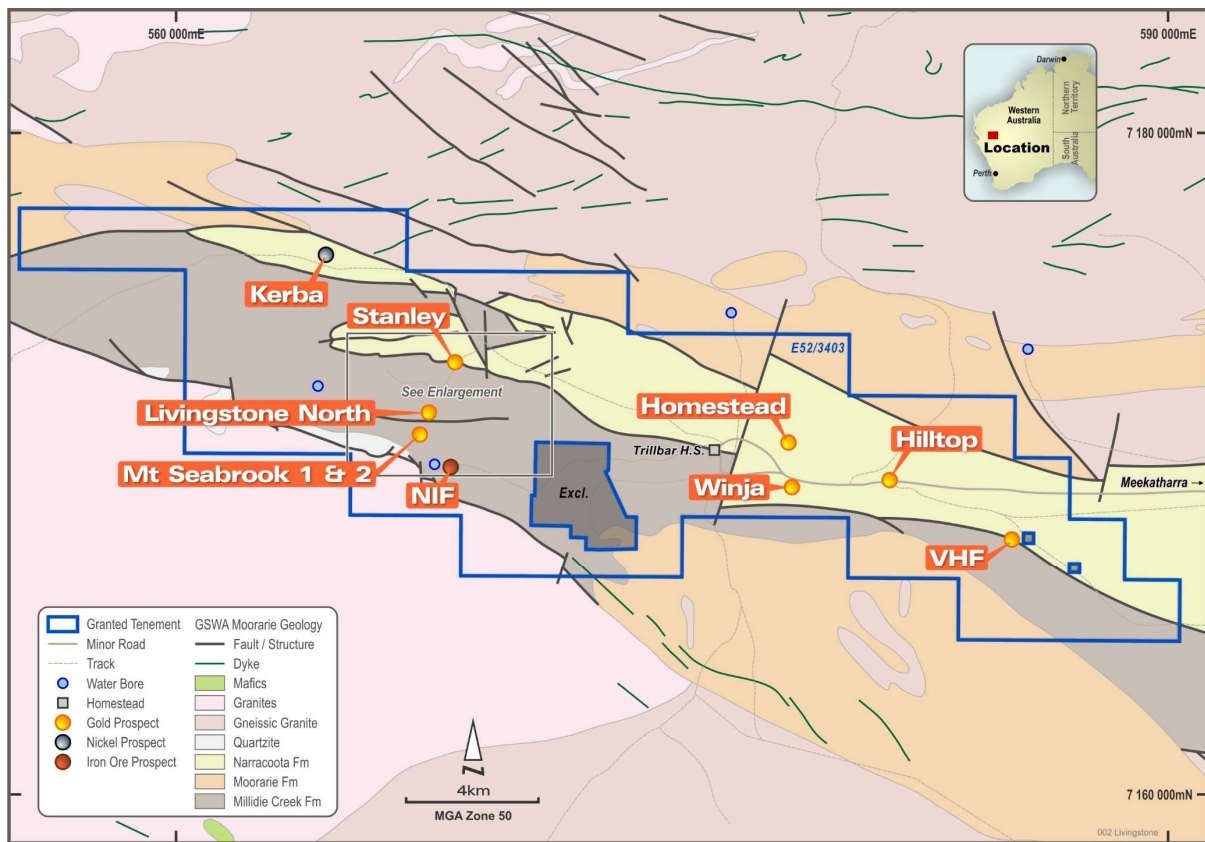 560 000mE
590 000mE
7 180 000mN
Darwin
Western
Australia
Northern
Territory
South
Australia
Location
Perth
Kerba
Stanley
E52/3403
See Enlargement
Livingstone North
Homestead
Trillbar H.S.
Hilltop
Mt Seabrook 1 & 2
NIF
Excl.
Winja
Meekatharra
VHF
Granted Tenement
Minor Road
Track
Water Bore
Homestead
Gold Prospect
Nickel Prospect
Iron Ore Prospect
GSWA Moorarie Geology
Fault / Structure
Dyke
Mafics
Granites
Gneissic Granite
Quartzite
Narracoota Fm
Moorarie Fm
Millidie Creek Fm
N
4km
MGA Zone 50
7 160 000mN
002 Livingstone